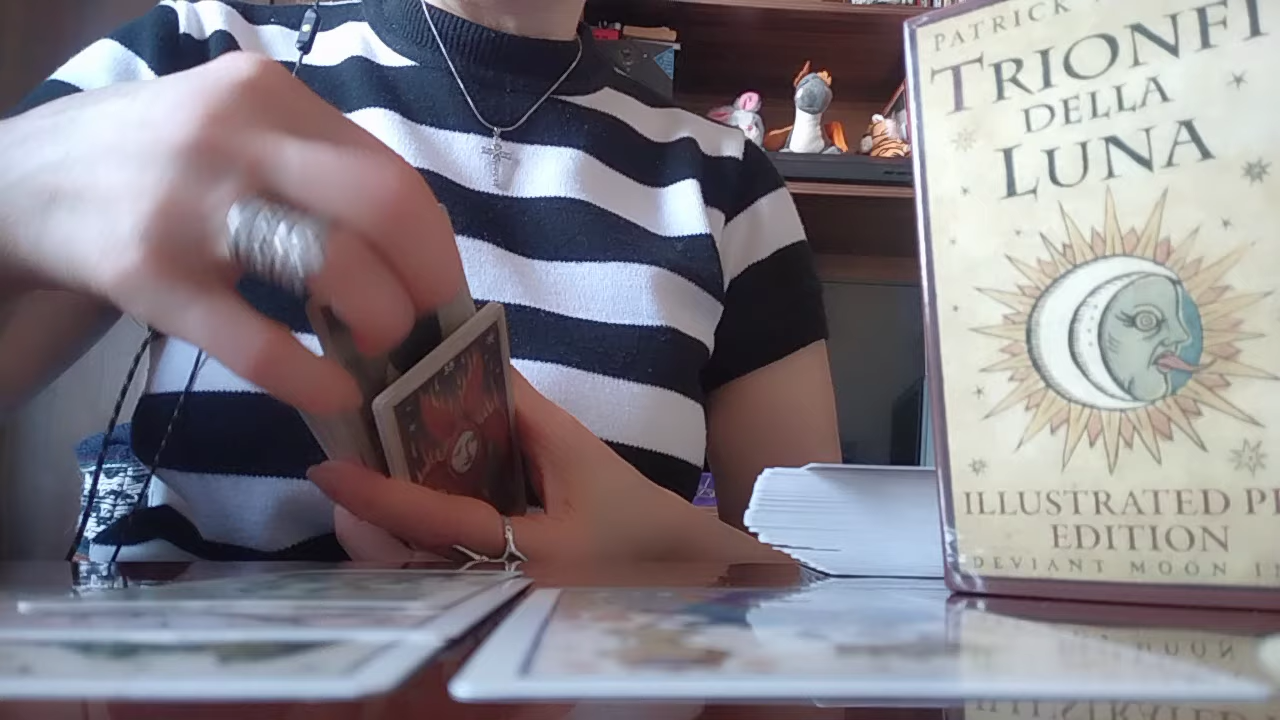 PATRICK
TRIONFI
DELLA
LUNA
ILLUSTRATED
EDITION
DEVIANT MOON